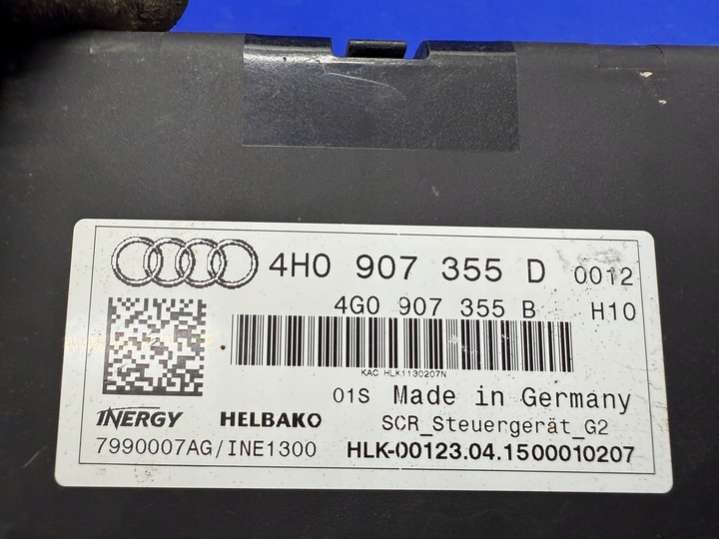 4H0 907 355 D 0012
4G0 907 355 B H10
KAC HLK1130207N
01S Made in Germany
INERGY HELBAKO SCR_Steuergerät_G2
7990007AG/INE1300 HLK-00123.04.1500010207